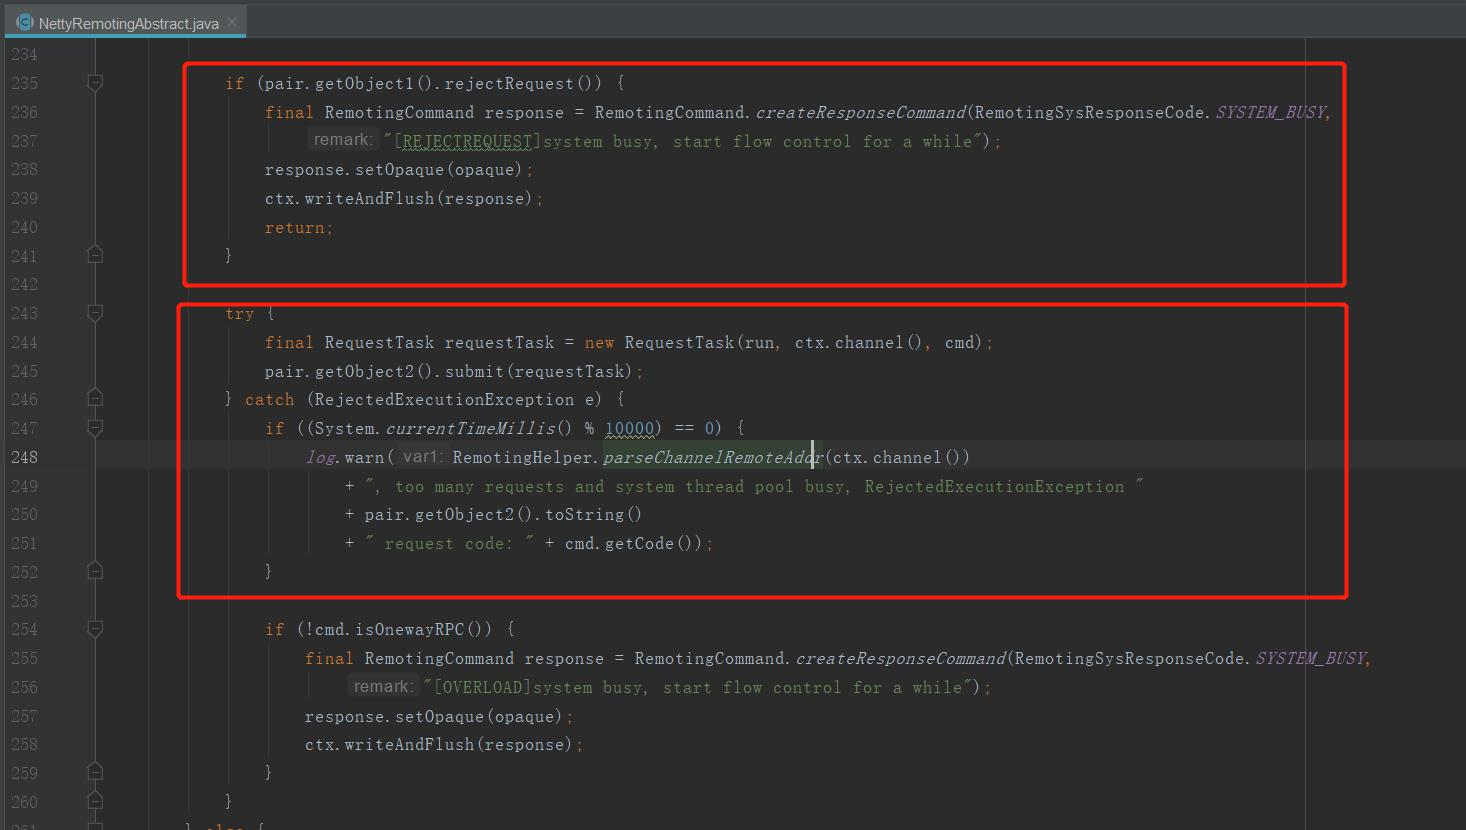 NettyRemotingAbstract.java
234
235 if (pair.getObject1().rejectRequest()) {
236 final RemotingCommand response = RemotingCommand.createResponseCommand(RemotingSysResponseCode.SYSTEM_BUSY,
237 remark: "[REJECTREQUEST]system busy, start flow control for a while");
238 response.setOpaque(opaque);
239 ctx.writeAndFlush(response);
240 return;
241 }
242
243 try {
244 final RequestTask requestTask = new RequestTask(run, ctx.channel(), cmd);
245 pair.getObject2().submit(requestTask);
246 } catch (RejectedExecutionException e) {
247 if ((System.currentTimeMillis() % 10000) == 0) {
248 log.warn( var1: RemotingHelper.parseChannelRemoteAddr(ctx.channel())
249 + ", too many requests and system thread pool busy, RejectedExecutionException "
250 + pair.getObject2().toString()
251 + " request code: " + cmd.getCode());
252 }
253
254 if (!cmd.isOnewayRPC()) {
255 final RemotingCommand response = RemotingCommand.createResponseCommand(RemotingSysResponseCode.SYSTEM_BUSY,
256 remark: "[OVERLOAD]system busy, start flow control for a while");
257 response.setOpaque(opaque);
258 ctx.writeAndFlush(response);
259 }
260 }
261 } else {